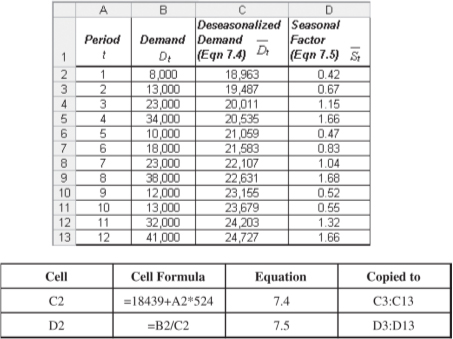 A B C D
1 Period t Demand Dt Deseasonalized Demand (Eqn 7.4) D̅t Seasonal Factor (Eqn 7.5) S̅t
2 1 8,000 18,963 0.42
3 2 13,000 19,487 0.67
4 3 23,000 20,011 1.15
5 4 34,000 20,535 1.66
6 5 10,000 21,059 0.47
7 6 18,000 21,583 0.83
8 7 23,000 22,107 1.04
9 8 38,000 22,631 1.68
10 9 12,000 23,155 0.52
11 10 13,000 23,679 0.55
12 11 32,000 24,203 1.32
13 12 41,000 24,727 1.66
Cell Cell Formula Equation Copied to
C2 =18439+A2*524 7.4 C3:C13
D2 =B2/C2 7.5 D3:D13